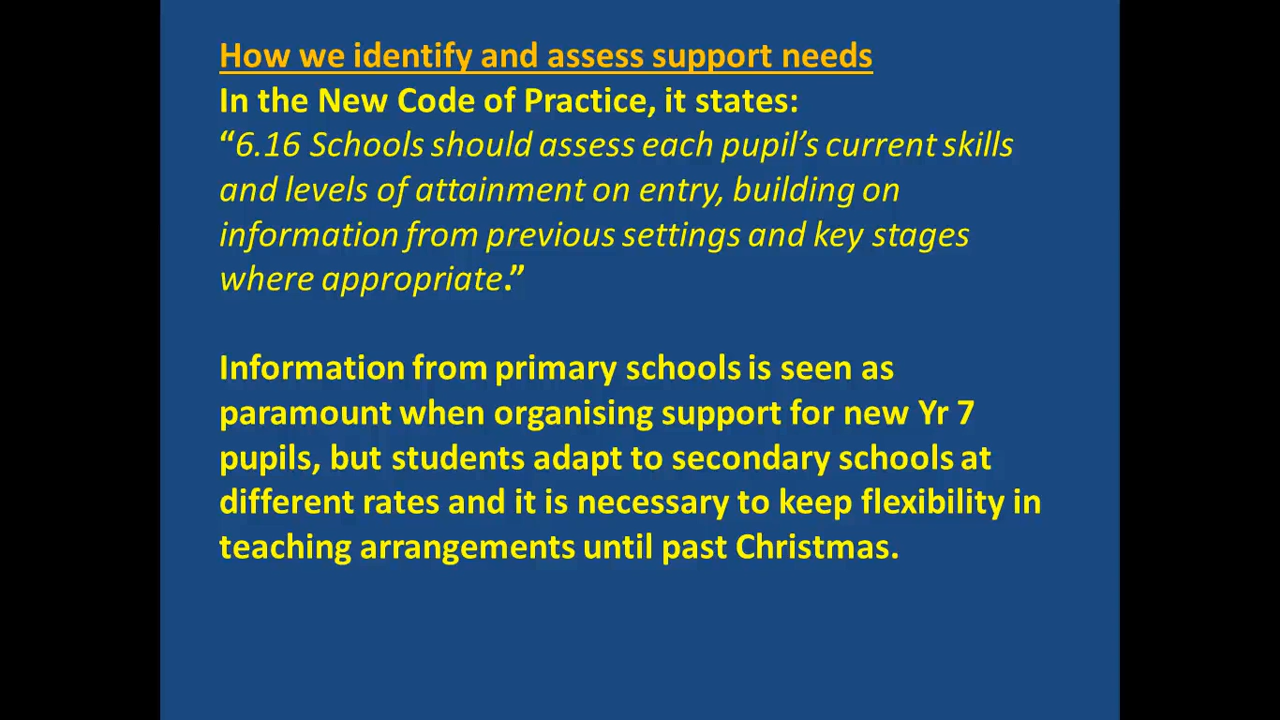 How we identify and assess support needs
In the New Code of Practice, it states:
“6.16 Schools should assess each pupil’s current skills
and levels of attainment on entry, building on
information from previous settings and key stages
where appropriate.”
Information from primary schools is seen as
paramount when organising support for new Yr 7
pupils, but students adapt to secondary schools at
different rates and it is necessary to keep flexibility in
teaching arrangements until past Christmas.